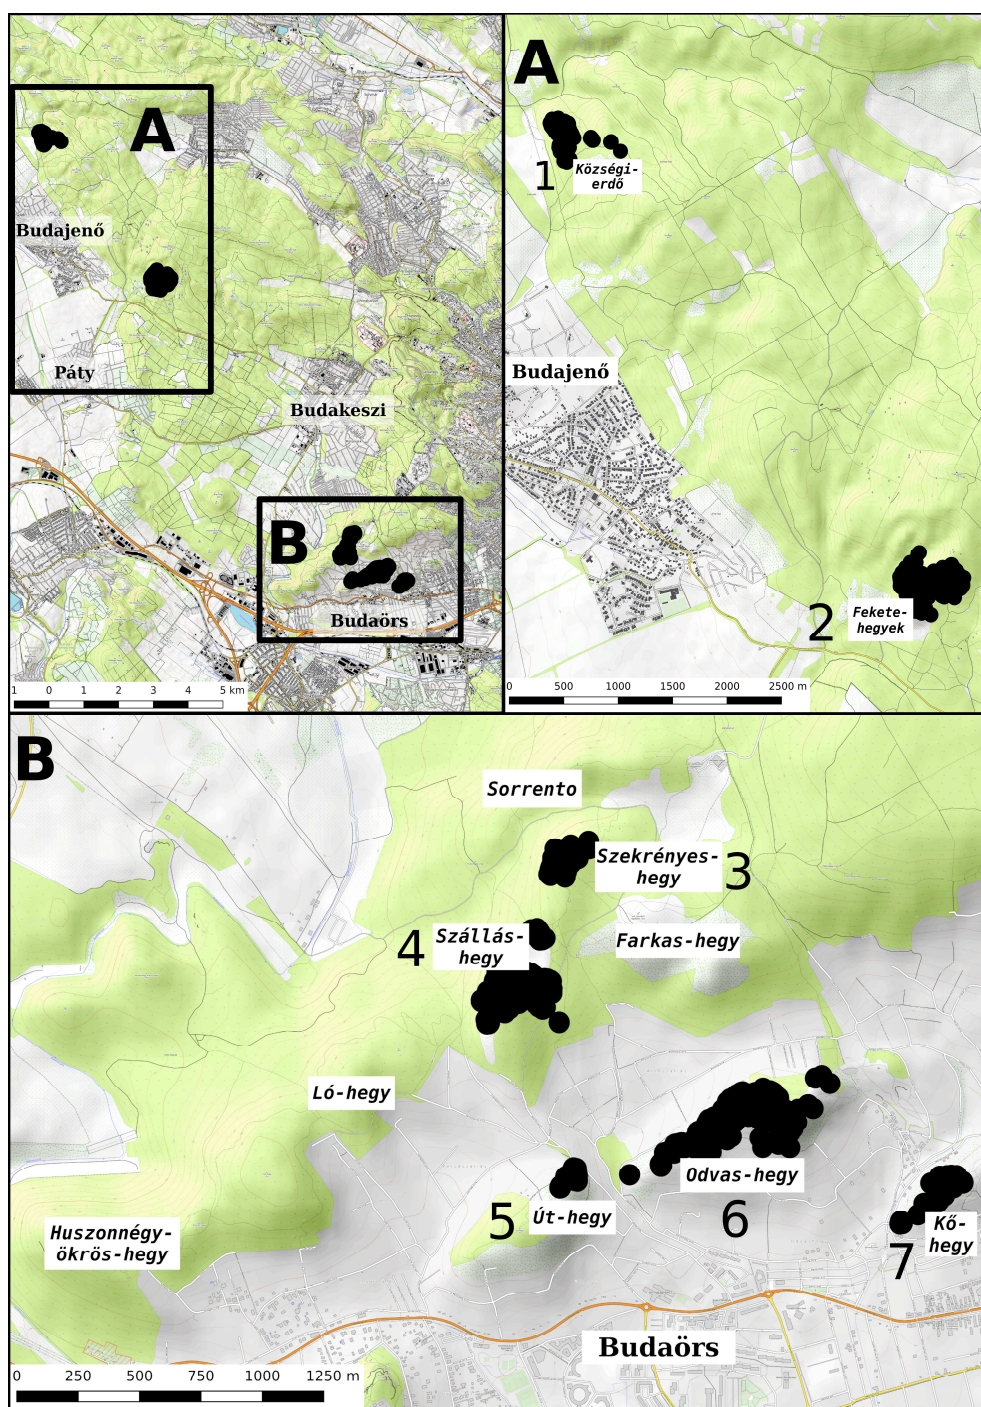 A
Budajenő
Páty
Budakeszi
B
Budaörs
1 0 1 2 3 4 5 km
A
1
Községi-
erdő
Budajenő
2
Fekete-
hegyek
0 500 1000 1500 2000 2500 m
B
Sorrento
Szekrényes-
hegy
3
4
Szállás-
hegy
Farkas-hegy
Ló-hegy
Odvas-hegy
6
5
Út-hegy
Kő-
hegy
7
Huszonnégy-
ökrös-hegy
Budaörs
0 250 500 750 1000 1250 m